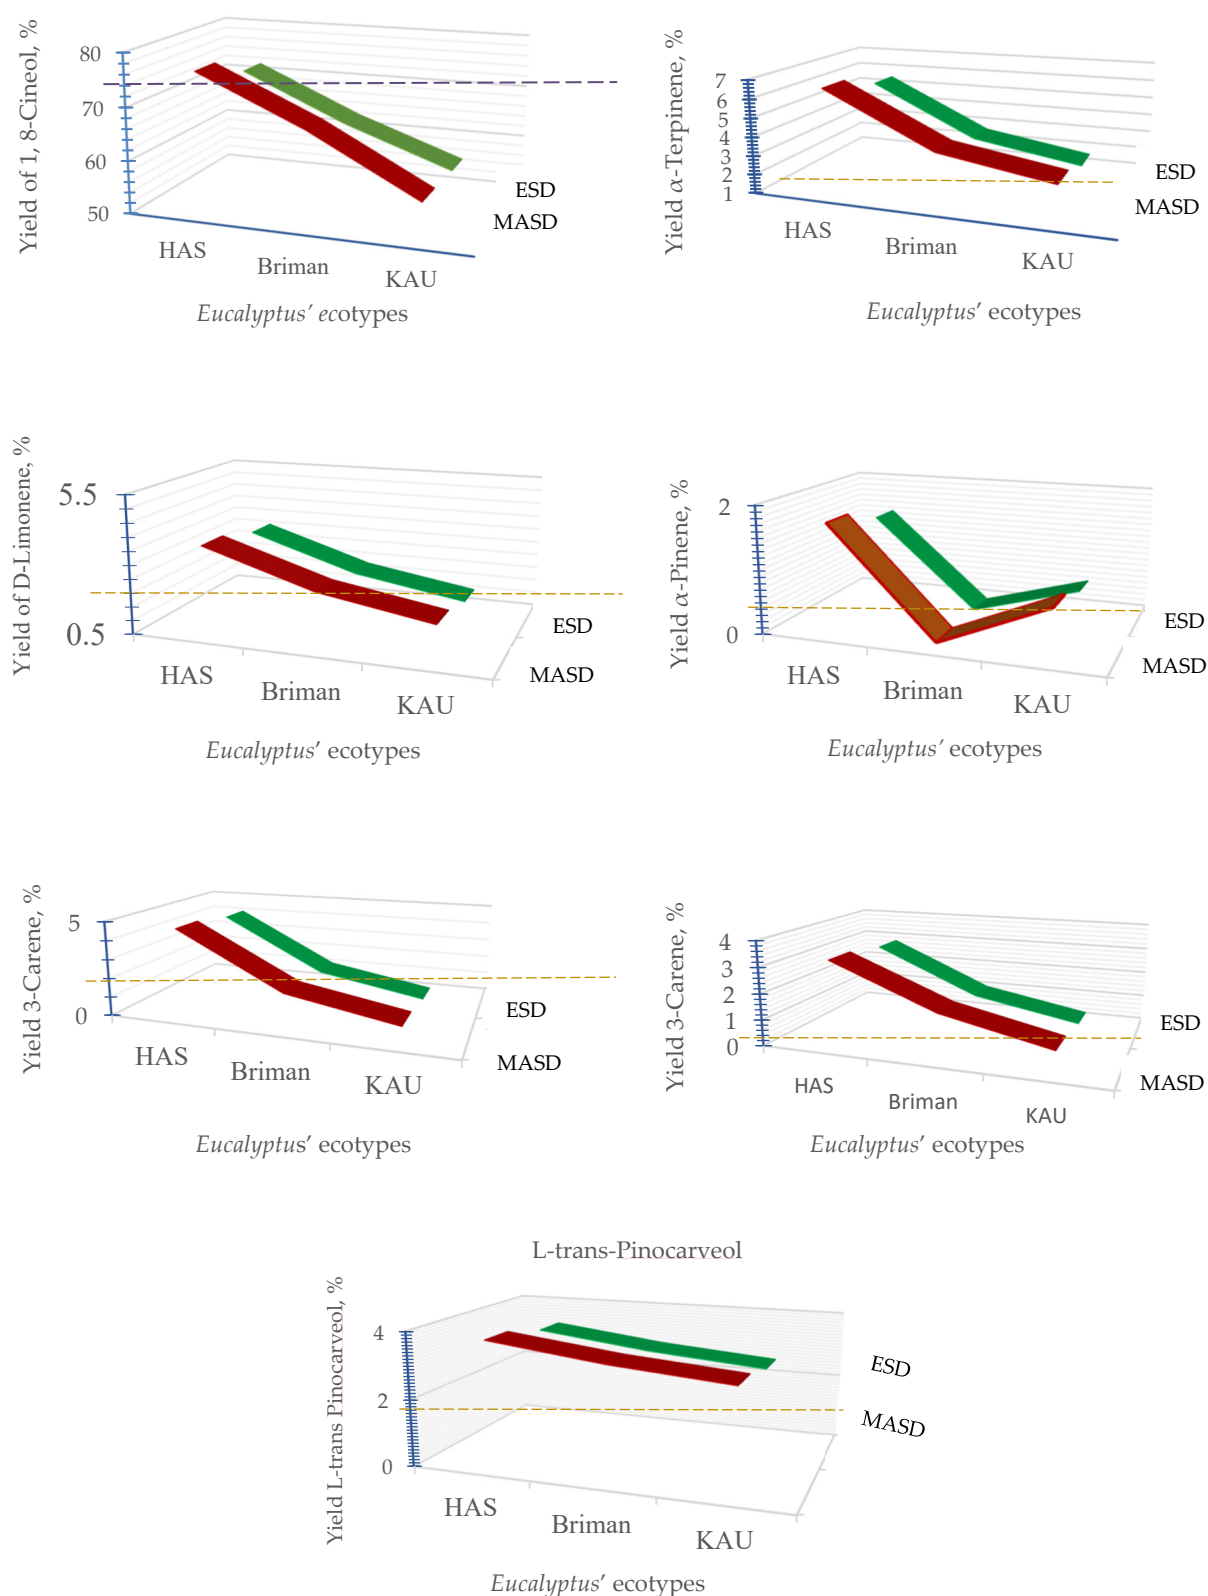 Yield of 1, 8-Cineol, %
80
70
60
50
HAS
Briman
KAU
ESD
MASD
Eucalyptus’ ecotypes
Yield α-Terpinene, %
7
6
5
4
3
2
1
HAS
Briman
KAU
ESD
MASD
Eucalyptus’ ecotypes
Yield of D-Limonene, %
5.5
0.5
HAS
Briman
KAU
ESD
MASD
Eucalyptus’ ecotypes
Yield α-Pinene, %
2
0
HAS
Briman
KAU
ESD
MASD
Eucalyptus’ ecotypes
Yield 3-Carene, %
5
0
HAS
Briman
KAU
ESD
MASD
Eucalyptus’ ecotypes
Yield 3-Carene, %
4
3
2
1
0
HAS
Briman
KAU
ESD
MASD
Eucalyptus’ ecotypes
L-trans-Pinocarveol
Yield L-trans Pinocarveol, %
4
2
0
HAS
Briman
KAU
ESD
MASD
Eucalyptus’ ecotypes